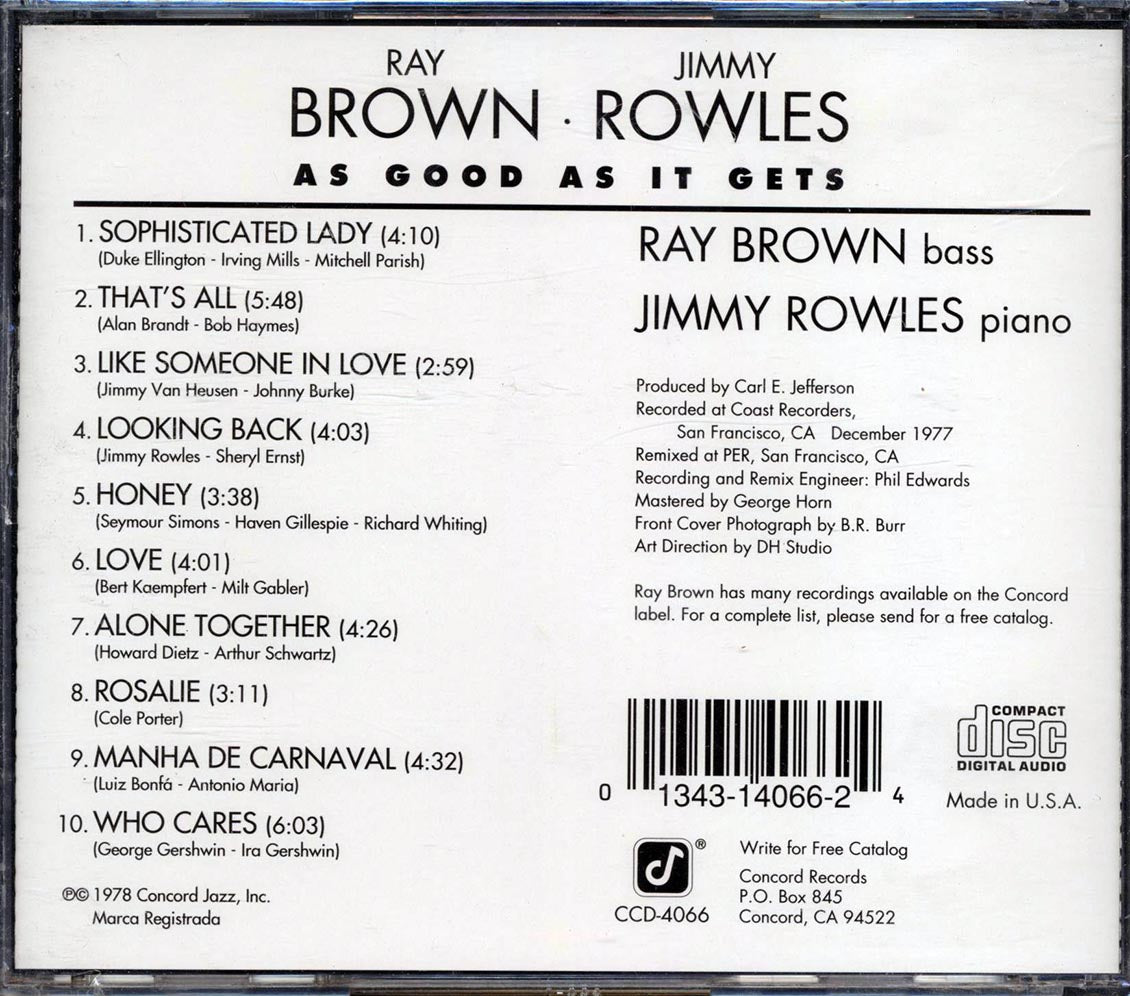 RAY JIMMY
BROWN · ROWLES
AS GOOD AS IT GETS
1. SOPHISTICATED LADY (4:10)
(Duke Ellington - Irving Mills - Mitchell Parish)
2. THAT'S ALL (5:48)
(Alan Brandt - Bob Haymes)
3. LIKE SOMEONE IN LOVE (2:59)
(Jimmy Van Heusen - Johnny Burke)
4. LOOKING BACK (4:03)
(Jimmy Rowles - Sheryl Ernst)
5. HONEY (3:38)
(Seymour Simons - Haven Gillespie - Richard Whiting)
6. LOVE (4:01)
(Bert Kaempfert - Milt Gabler)
7. ALONE TOGETHER (4:26)
(Howard Dietz - Arthur Schwartz)
8. ROSALIE (3:11)
(Cole Porter)
9. MANHA DE CARNAVAL (4:32)
(Luiz Bonfá - Antonio Maria)
10. WHO CARES (6:03)
(George Gershwin - Ira Gershwin)
℗© 1978 Concord Jazz, Inc.
Marca Registrada
RAY BROWN bass
JIMMY ROWLES piano
Produced by Carl E. Jefferson
Recorded at Coast Recorders,
San Francisco, CA December 1977
Remixed at PER, San Francisco, CA
Recording and Remix Engineer: Phil Edwards
Mastered by George Horn
Front Cover Photograph by B.R. Burr
Art Direction by DH Studio
Ray Brown has many recordings available on the Concord
label. For a complete list, please send for a free catalog.
0 1343-14066-2 4
COMPACT
disc
DIGITAL AUDIO
Made in U.S.A.
®
CCD-4066
Write for Free Catalog
Concord Records
P.O. Box 845
Concord, CA 94522